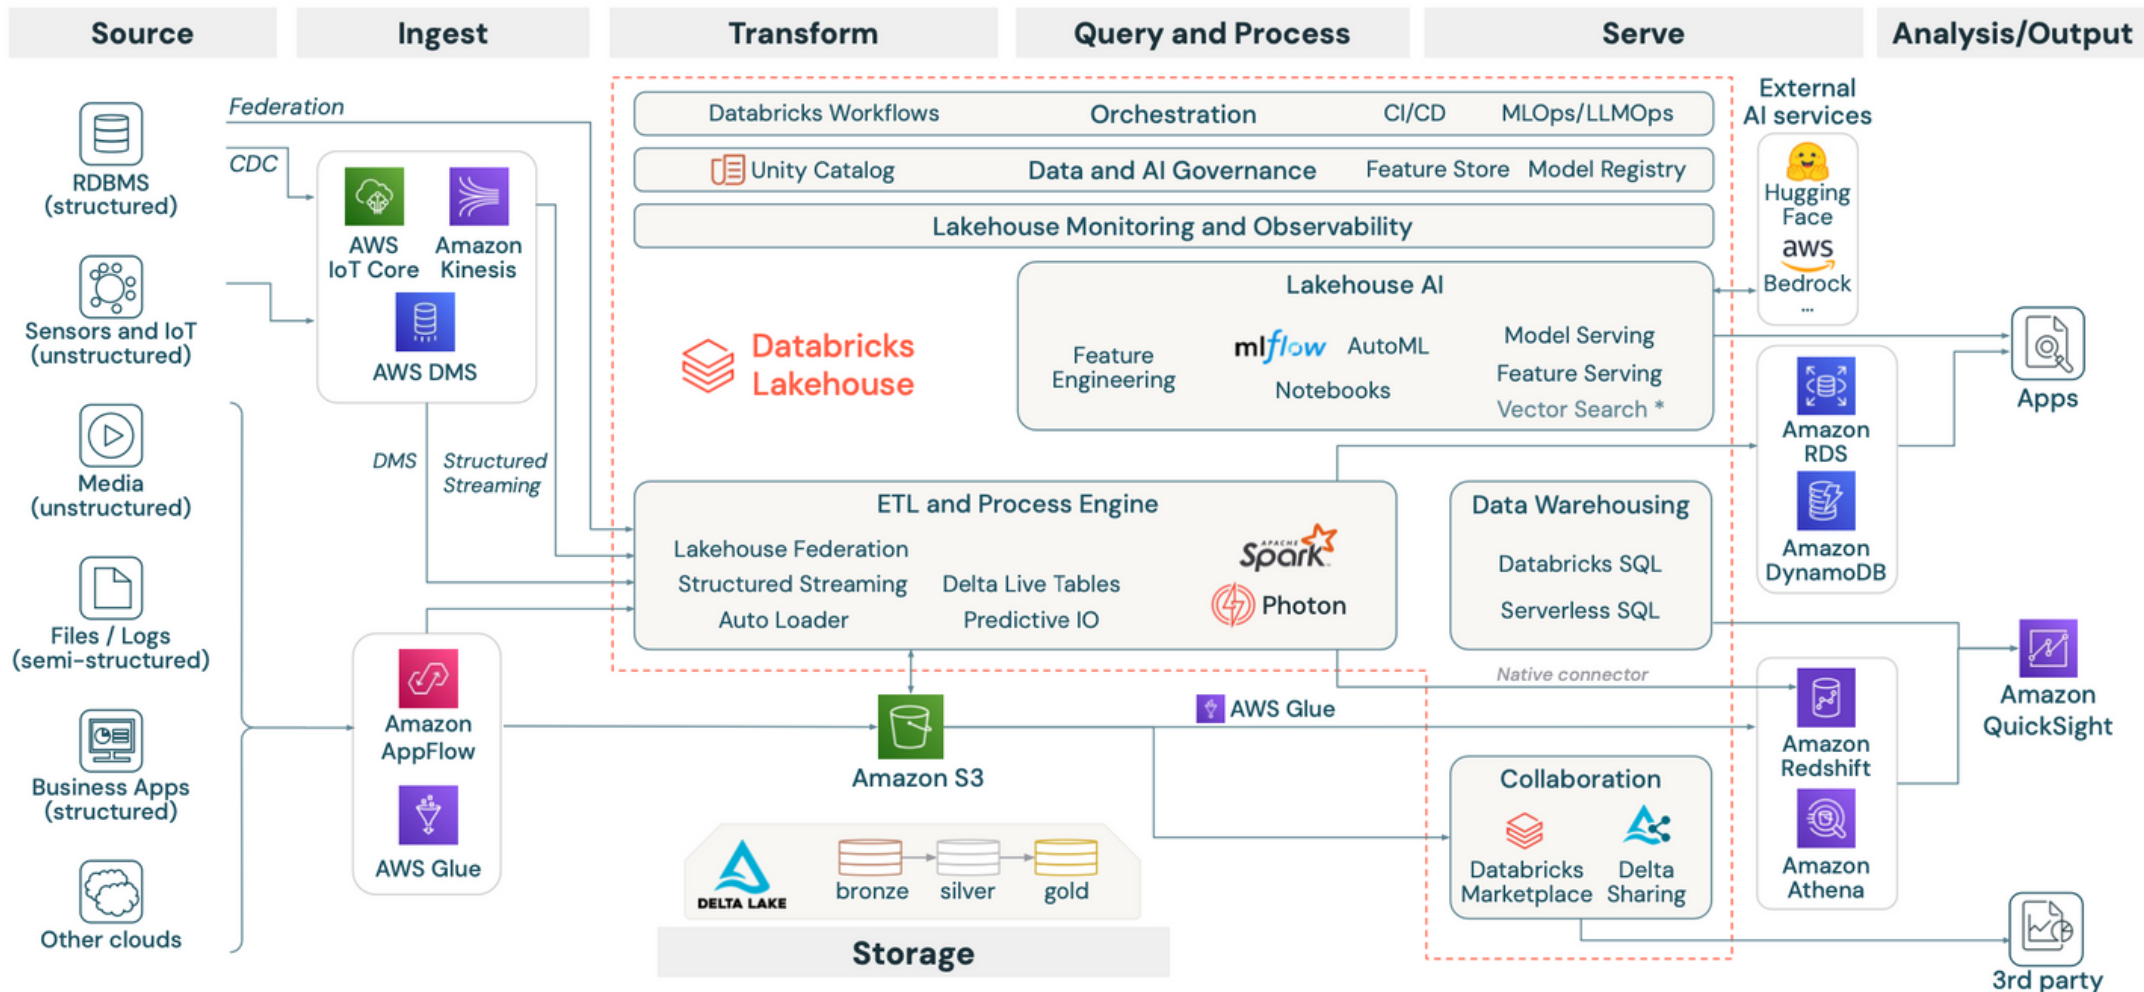 Source
Ingest
Transform
Query and Process
Serve
Analysis/Output
RDBMS
(structured)
Sensors and IoT
(unstructured)
Media
(unstructured)
Files / Logs
(semi-structured)
Business Apps
(structured)
Other clouds
Federation
CDC
AWS
IoT Core
Amazon
Kinesis
AWS DMS
DMS
Structured
Streaming
Amazon
AppFlow
AWS Glue
Databricks Workflows
Orchestration
CI/CD
MLOps/LLMOps
Unity Catalog
Data and AI Governance
Feature Store
Model Registry
Lakehouse Monitoring and Observability
Databricks
Lakehouse
Lakehouse AI
Feature
Engineering
mlflow
AutoML
Notebooks
Model Serving
Feature Serving
Vector Search *
ETL and Process Engine
Lakehouse Federation
Structured Streaming
Auto Loader
Delta Live Tables
Predictive IO
APACHE
Spark
Photon
Data Warehousing
Databricks SQL
Serverless SQL
Native connector
AWS Glue
Amazon S3
DELTA LAKE
bronze
silver
gold
Storage
Collaboration
Databricks
Marketplace
Delta
Sharing
External
AI services
Hugging
Face
aws
Bedrock
...
Amazon
RDS
Amazon
DynamoDB
Amazon
Redshift
Amazon
Athena
Apps
Amazon
QuickSight
3rd party